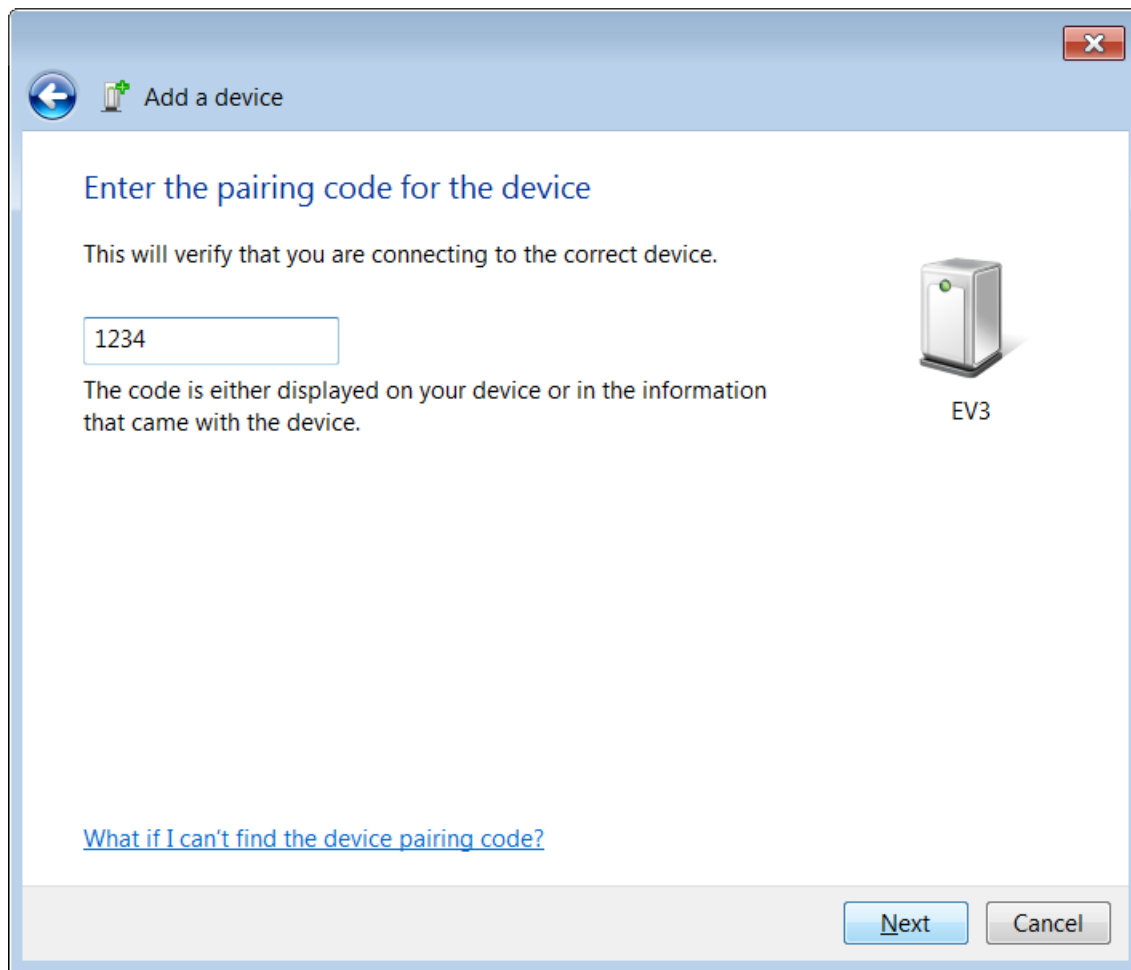 Add a device
Enter the pairing code for the device
This will verify that you are connecting to the correct device.
1234
The code is either displayed on your device or in the information
that came with the device.
EV3
What if I can't find the device pairing code?
Next
Cancel